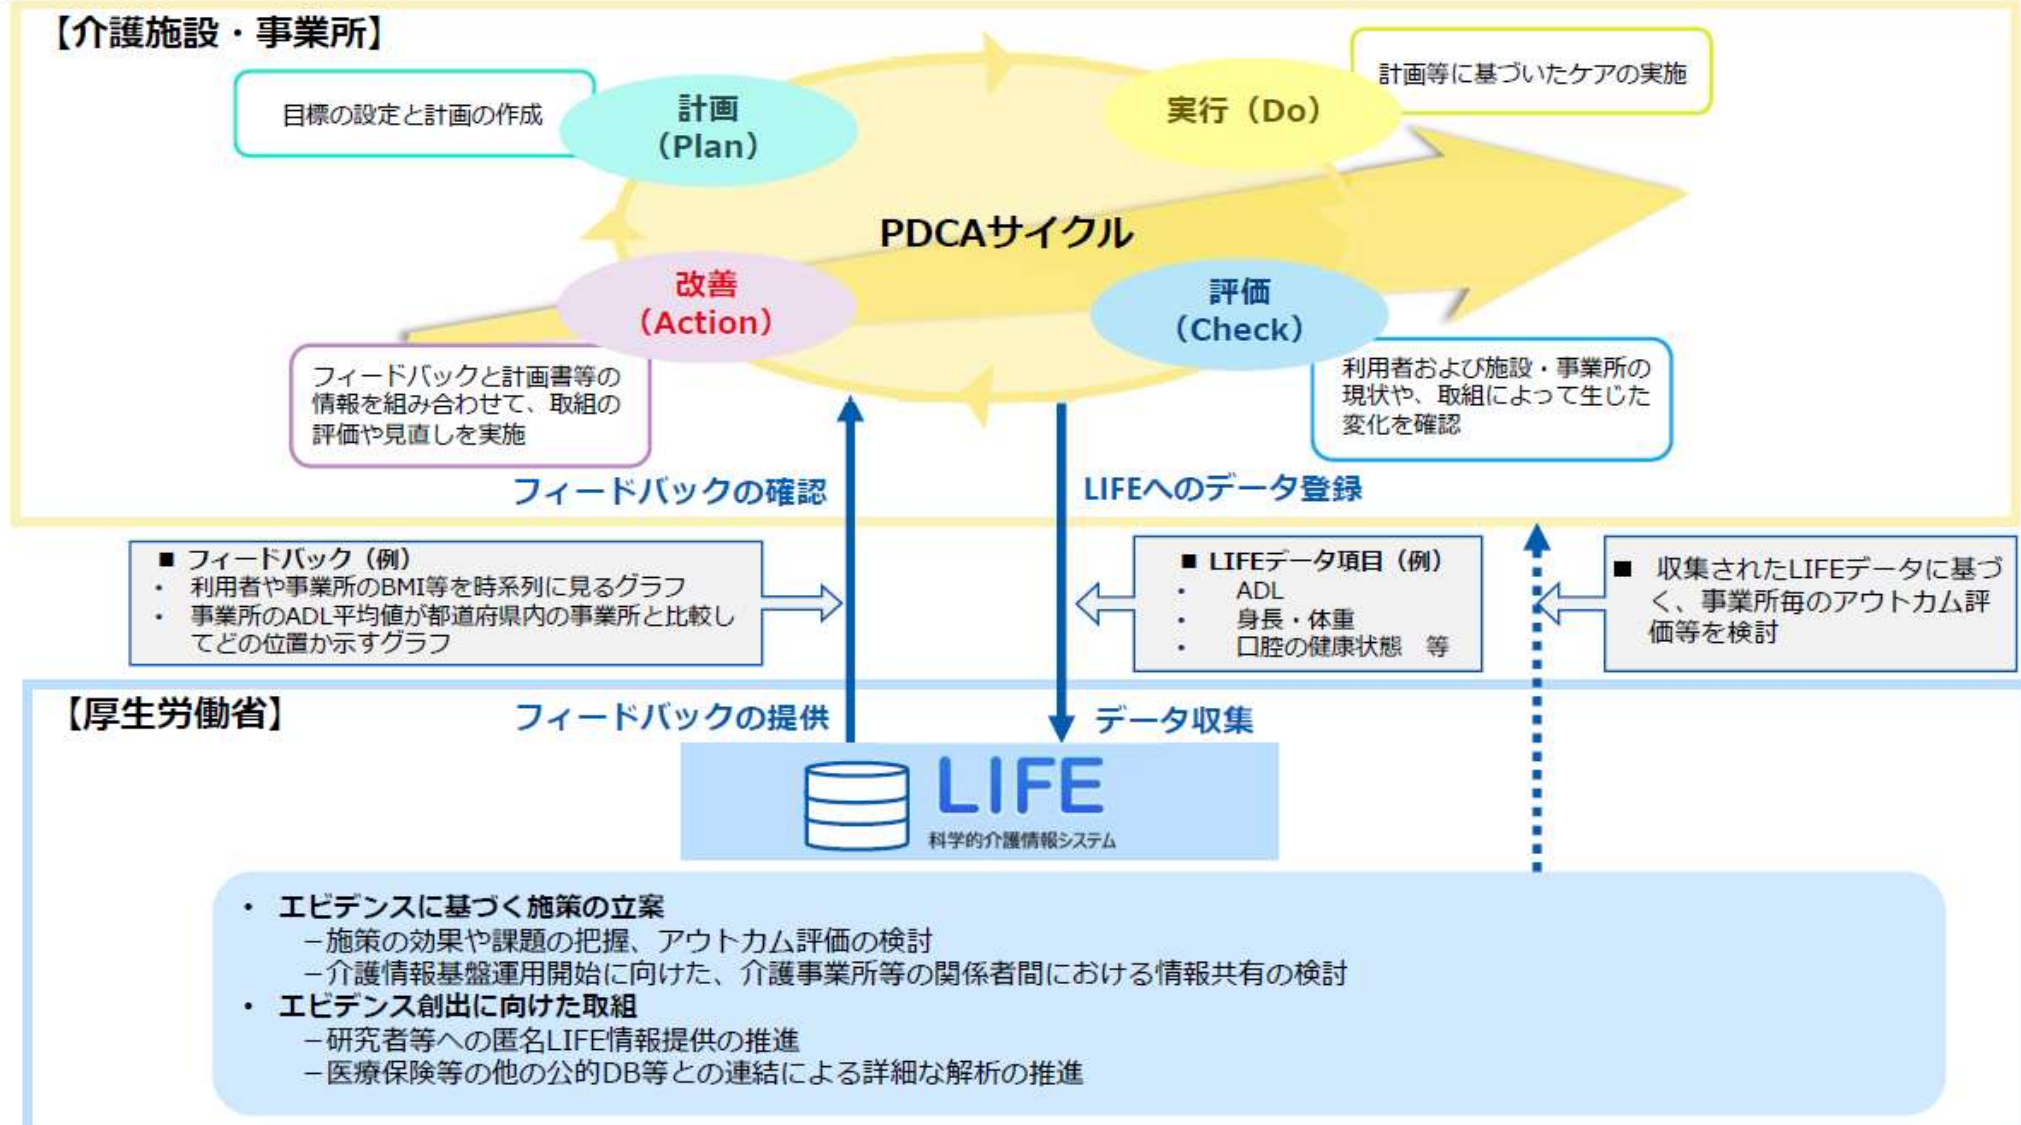 【介護施設・事業所】
目標の設定と計画の作成
計画
（Plan）
実行（Do）
計画等に基づいたケアの実施
PDCAサイクル
改善
（Action）
評価
（Check）
フィードバックと計画書等の
情報を組み合わせて、取組の
評価や見直しを実施
利用者および施設・事業所の
現状や、取組によって生じた
変化を確認
フィードバックの確認
LIFEへのデータ登録
■ フィードバック（例）
・ 利用者や事業所のBMI等を時系列に見るグラフ
・ 事業所のADL平均値が都道府県内の事業所と比較し
てどの位置か示すグラフ
■ LIFEデータ項目（例）
・ ADL
・ 身長・体重
・ 口腔の健康状態 等
■ 収集されたLIFEデータに基づ
く、事業所毎のアウトカム評
価等を検討
【厚生労働省】
フィードバックの提供
データ収集
LIFE
科学的介護情報システム
・ エビデンスに基づく施策の立案
－施策の効果や課題の把握、アウトカム評価の検討
－介護情報基盤運用開始に向けた、介護事業所等の関係者間における情報共有の検討
・ エビデンス創出に向けた取組
－研究者等への匿名LIFE情報提供の推進
－医療保険等の他の公的DB等との連結による詳細な解析の推進